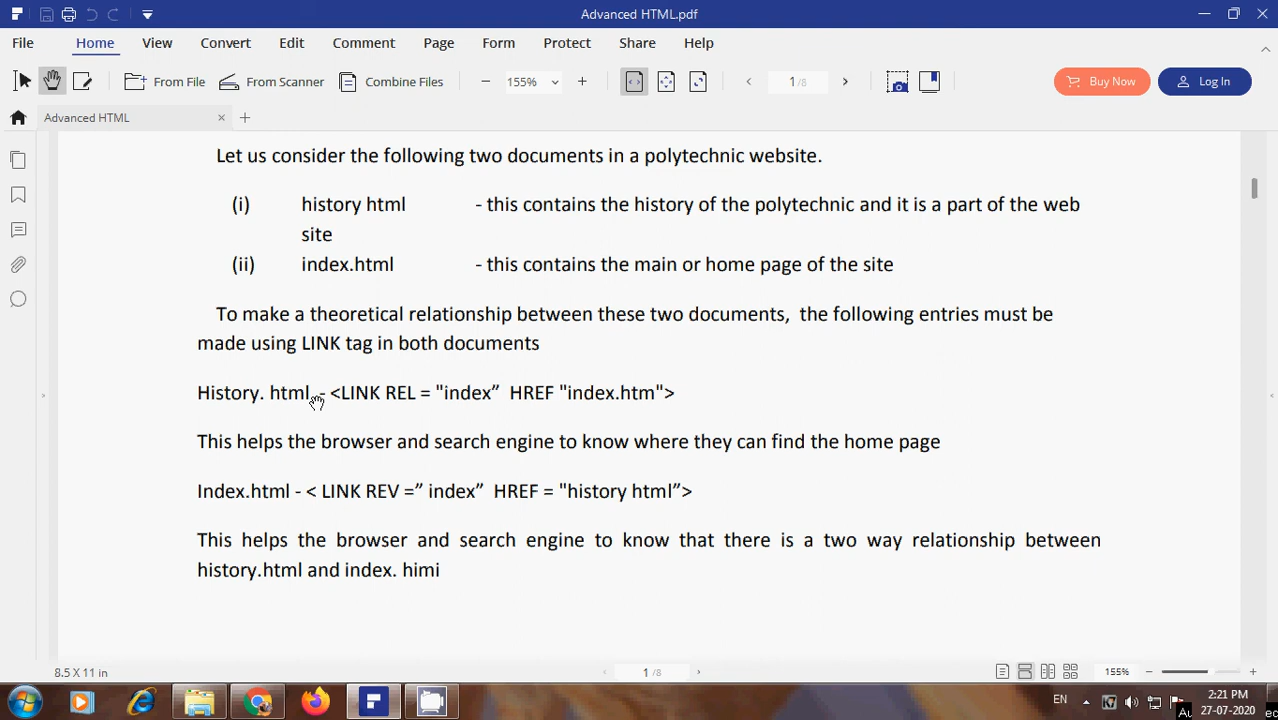 Advanced HTML.pdf
File Home View Convert Edit Comment Page Form Protect Share Help
From File From Scanner Combine Files 155% 1/8 Buy Now Log In
Advanced HTML
Let us consider the following two documents in a polytechnic website.
(i) history html - this contains the history of the polytechnic and it is a part of the web
site
(ii) index.html - this contains the main or home page of the site
To make a theoretical relationship between these two documents,  the following entries must be
made using LINK tag in both documents
History. html - <LINK REL = "index”  HREF "index.htm">
This helps the browser and search engine to know where they can find the home page
Index.html - < LINK REV =” index”  HREF = "history html”>
This helps the browser and search engine to know that there is a two way relationship between
history.html and index. himi
8.5 X 11 in 1 /8 155%
EN 2:21 PM
27-07-2020